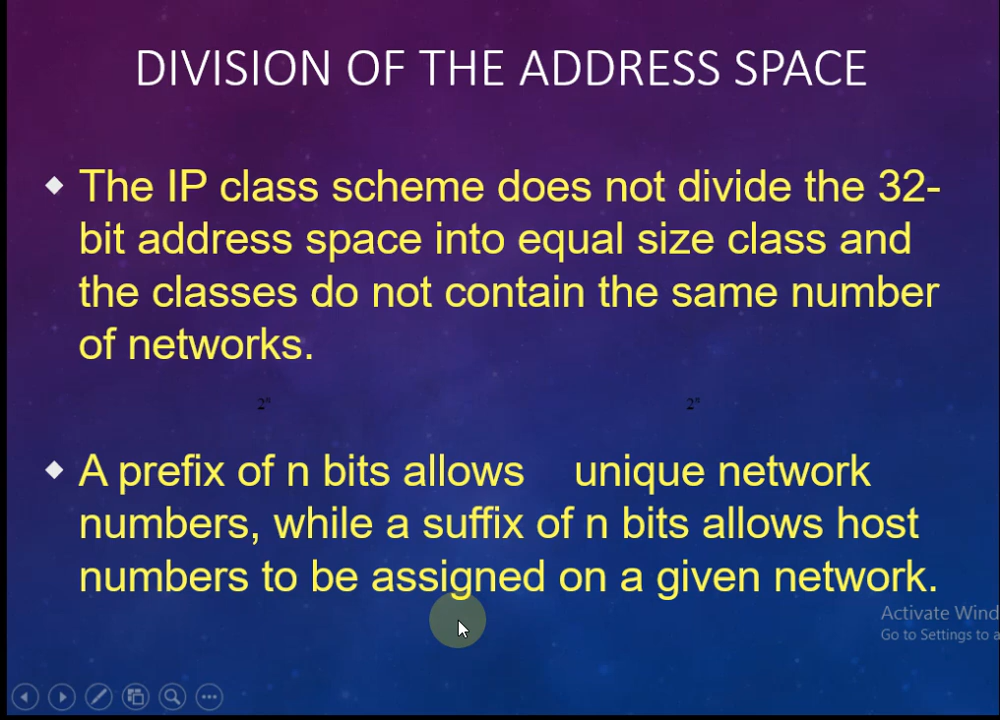 DIVISION OF THE ADDRESS SPACE
The IP class scheme does not divide the 32-
bit address space into equal size class and
the classes do not contain the same number
of networks.
2ⁿ 2ⁿ
A prefix of n bits allows unique network
numbers, while a suffix of n bits allows host
numbers to be assigned on a given network.
Activate Wind
Go to Settings to a